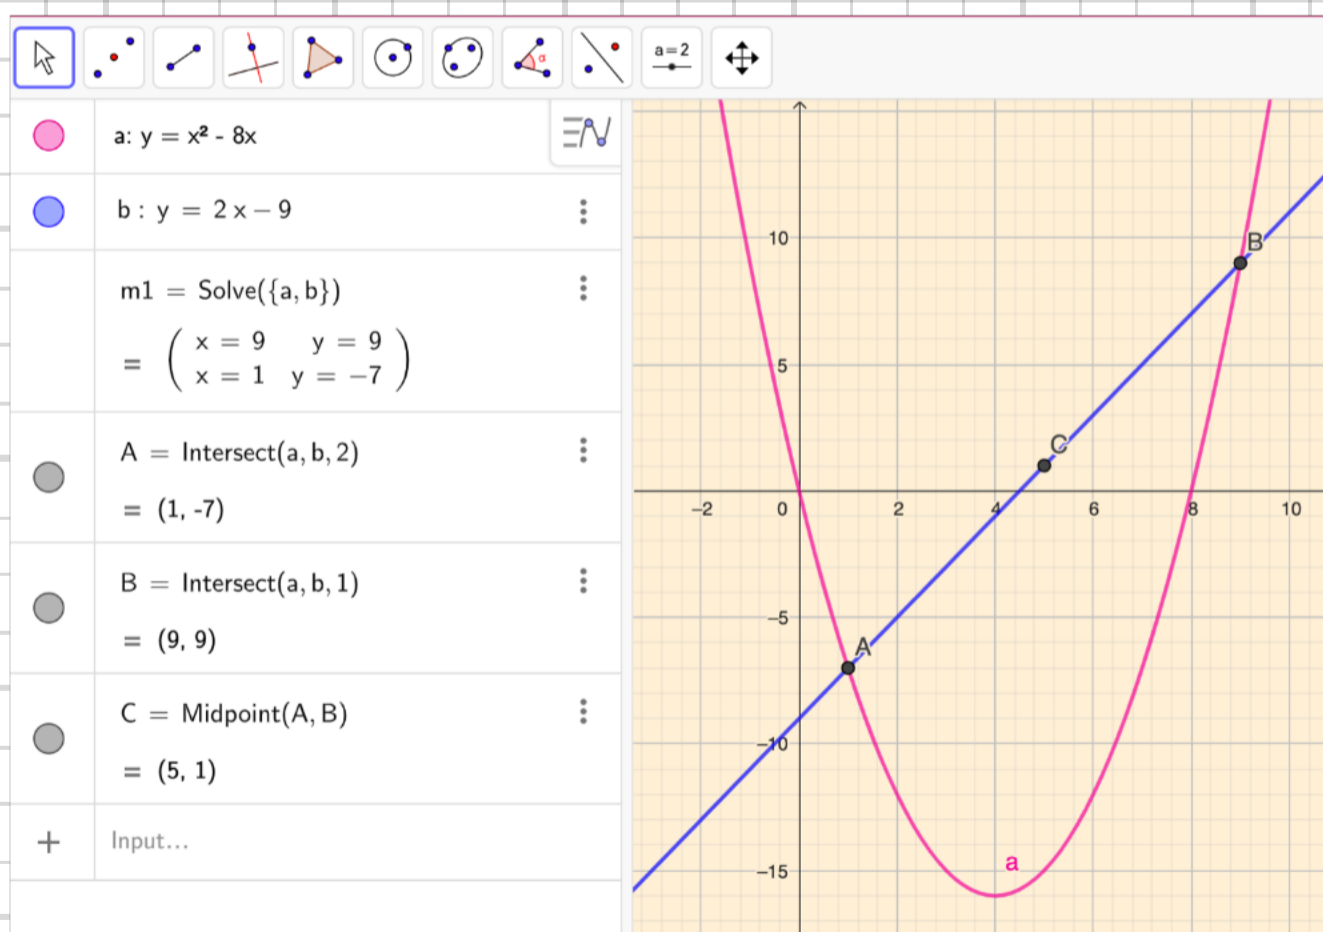 a=2
a: y = x² - 8x
b : y = 2 x – 9
m1 = Solve({a, b})
= ( x = 9 y = 9
x = 1 y = −7 )
A = Intersect(a, b, 2)
= (1, -7)
B = Intersect(a, b, 1)
= (9, 9)
C = Midpoint(A, B)
= (5, 1)
+ Input...
α
10
5
−5
−10
−15
−2
0
2
4
6
8
10
A
B
C
a